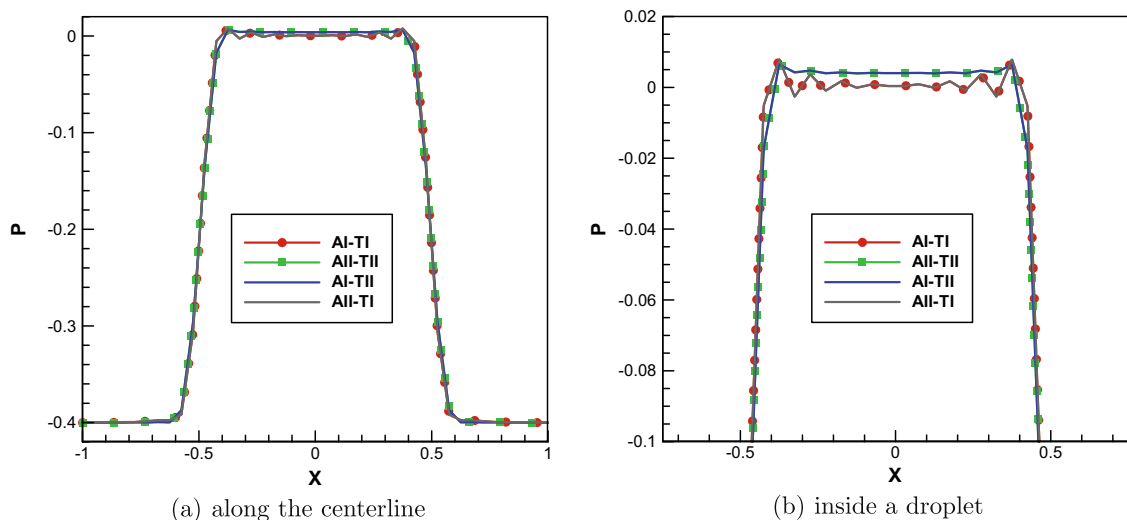 0
-0.1
-0.2
-0.3
-0.4
P
AI-TI
AII-TII
AI-TII
AII-TI
-1
-0.5
0
0.5
1
X
(a) along the centerline
0.02
0
-0.02
-0.04
-0.06
-0.08
-0.1
P
AI-TI
AII-TII
AI-TII
AII-TI
-0.5
0
0.5
X
(b) inside a droplet